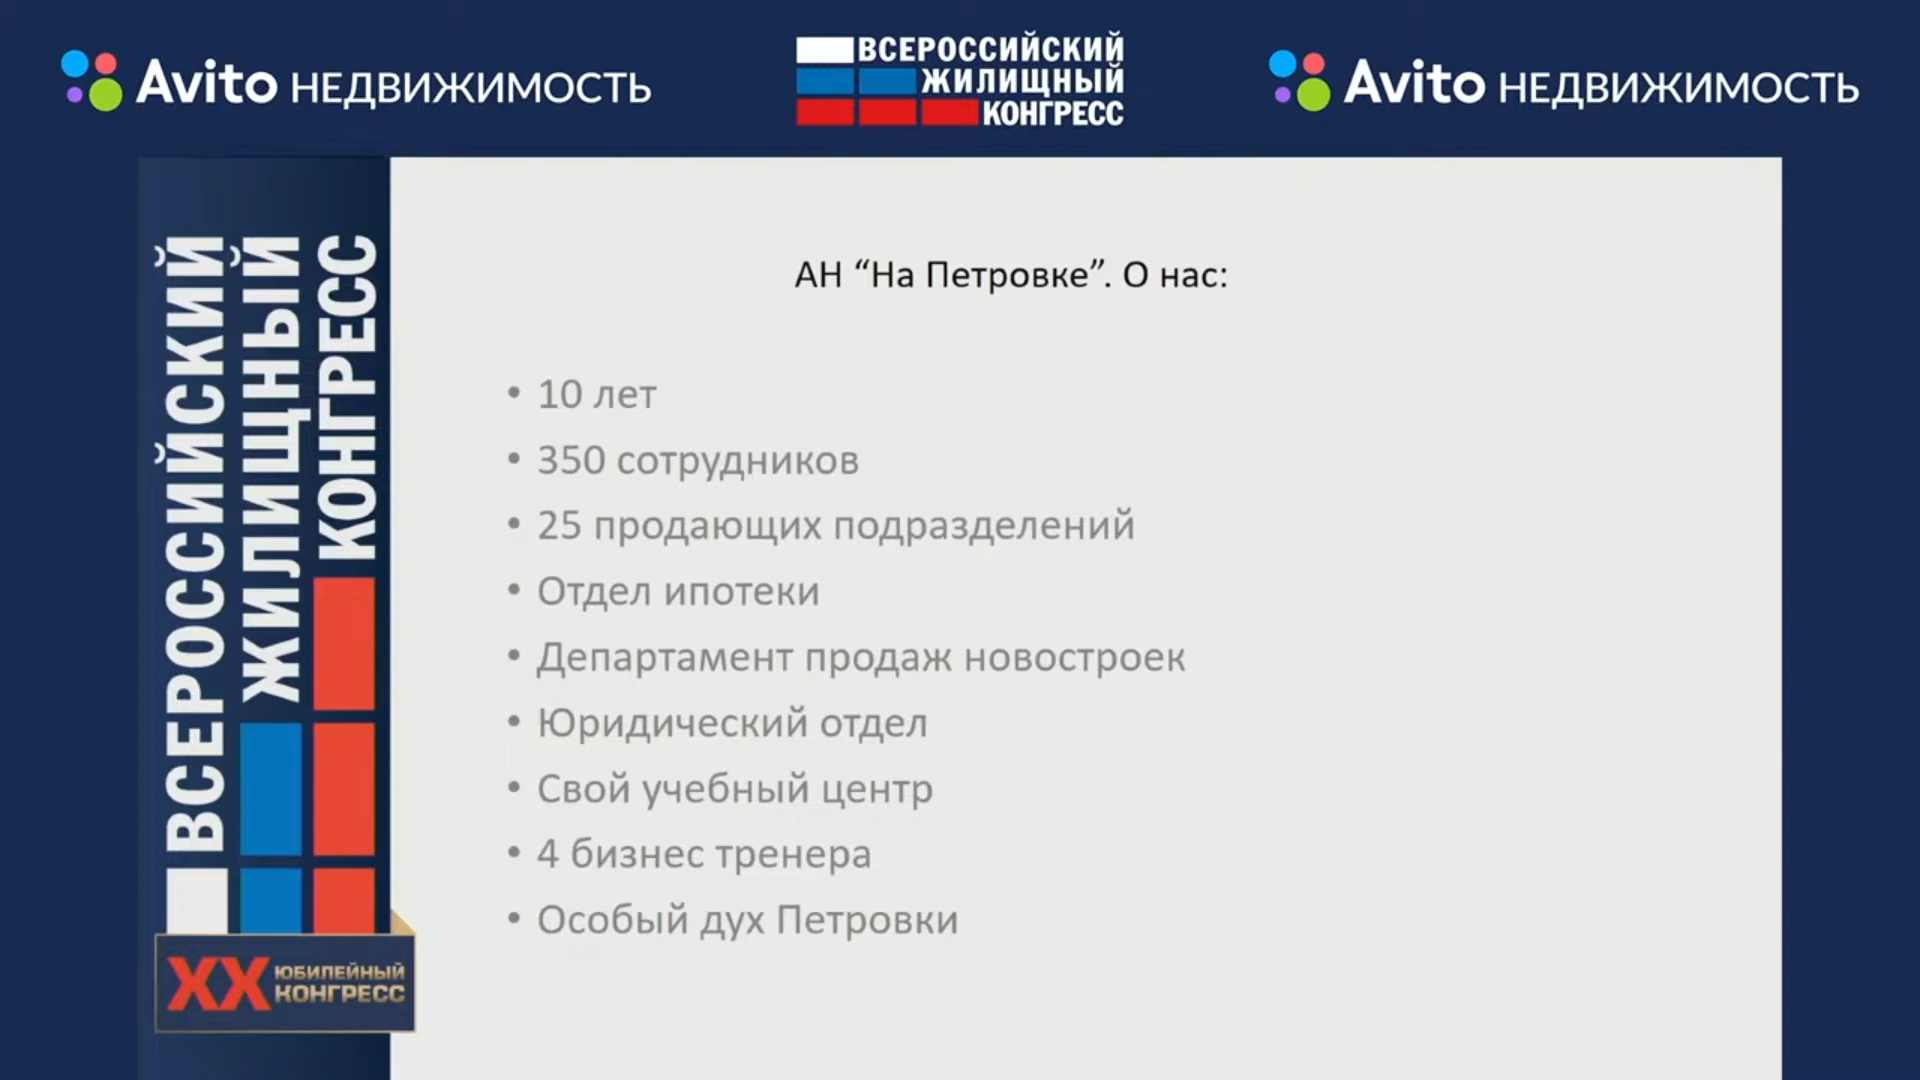 Avito НЕДВИЖИМОСТЬ
ВСЕРОССИЙСКИЙ
ЖИЛИЩНЫЙ
КОНГРЕСС
Avito НЕДВИЖИМОСТЬ
ВСЕРОССИЙСКИЙ
ЖИЛИЩНЫЙ
КОНГРЕСС
XX ЮБИЛЕЙНЫЙ
КОНГРЕСС
АН “На Петровке”. О нас:
• 10 лет
• 350 сотрудников
• 25 продающих подразделений
• Отдел ипотеки
• Департамент продаж новостроек
• Юридический отдел
• Свой учебный центр
• 4 бизнес тренера
• Особый дух Петровки